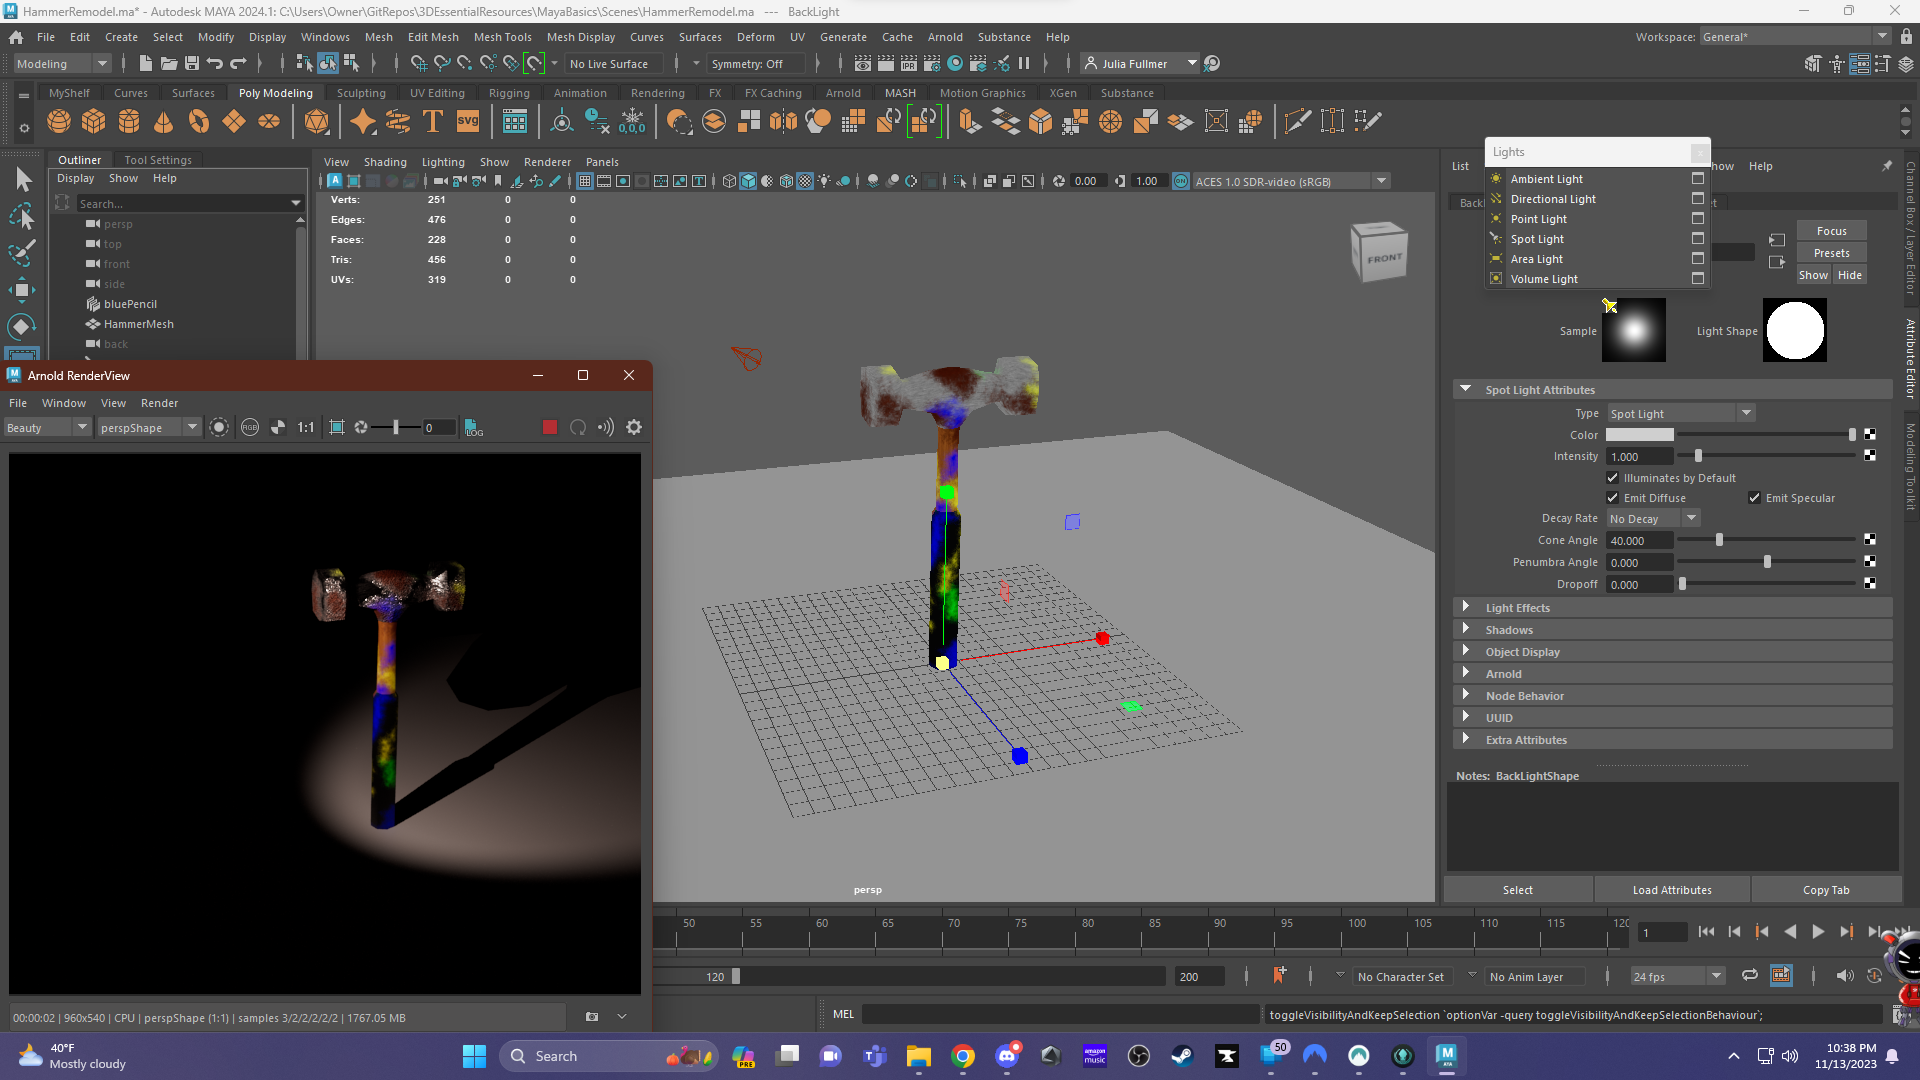 HammerRemodel.ma* - Autodesk MAYA 2024.1: C:\Users\Owner\GitRepos\3DEssentialResources\MayaBasics\Scenes\HammerRemodel.ma --- BackLight
File Edit Create Select Modify Display Windows Mesh Edit Mesh Mesh Tools Mesh Display Curves Surfaces Deform UV Generate Cache Arnold Substance Help
Workspace: General*
Modeling
No Live Surface
Symmetry: Off
Julia Fullmer
MyShelf Curves Surfaces Poly Modeling Sculpting UV Editing Rigging Animation Rendering FX FX Caching Arnold MASH Motion Graphics XGen Substance
T svg 0,0,0
Outliner Tool Settings
Display Show Help
Search...
persp
top
front
side
bluePencil
HammerMesh
back
View Shading Lighting Show Renderer Panels
0.00 1.00 ACES 1.0 SDR-video (sRGB)
Verts: 251 0 0
Edges: 476 0 0
Faces: 228 0 0
Tris: 456 0 0
UVs: 319 0 0
FRONT
persp
Lights
Ambient Light
Directional Light
Point Light
Spot Light
Area Light
Volume Light
List Help
Focus
Presets
Show Hide
Sample Light Shape
Spot Light Attributes
Type Spot Light
Color
Intensity 1.000
Illuminates by Default
Emit Diffuse Emit Specular
Decay Rate No Decay
Cone Angle 40.000
Penumbra Angle 0.000
Dropoff 0.000
Light Effects
Shadows
Object Display
Arnold
Node Behavior
UUID
Extra Attributes
Notes: BackLightShape
Select Load Attributes Copy Tab
Channel Box / Layer Editor
Attribute Editor
Modeling Toolkit
Arnold RenderView
File Window View Render
Beauty perspShape RGB 1:1 0 LOG
00:00:02 | 960x540 | CPU | perspShape (1:1) | samples 3/2/2/2/2/2 | 1767.05 MB
50 55 60 65 70 75 80 85 90 95 100 105 110 115 120
1
120 200 No Character Set No Anim Layer 24 fps
MEL toggleVisibilityAndKeepSelection `optionVar -query toggleVisibilityAndKeepSelectionBehaviour`;
40°F
Mostly cloudy
Search
PRE
amazon music
50
10:38 PM
11/13/2023